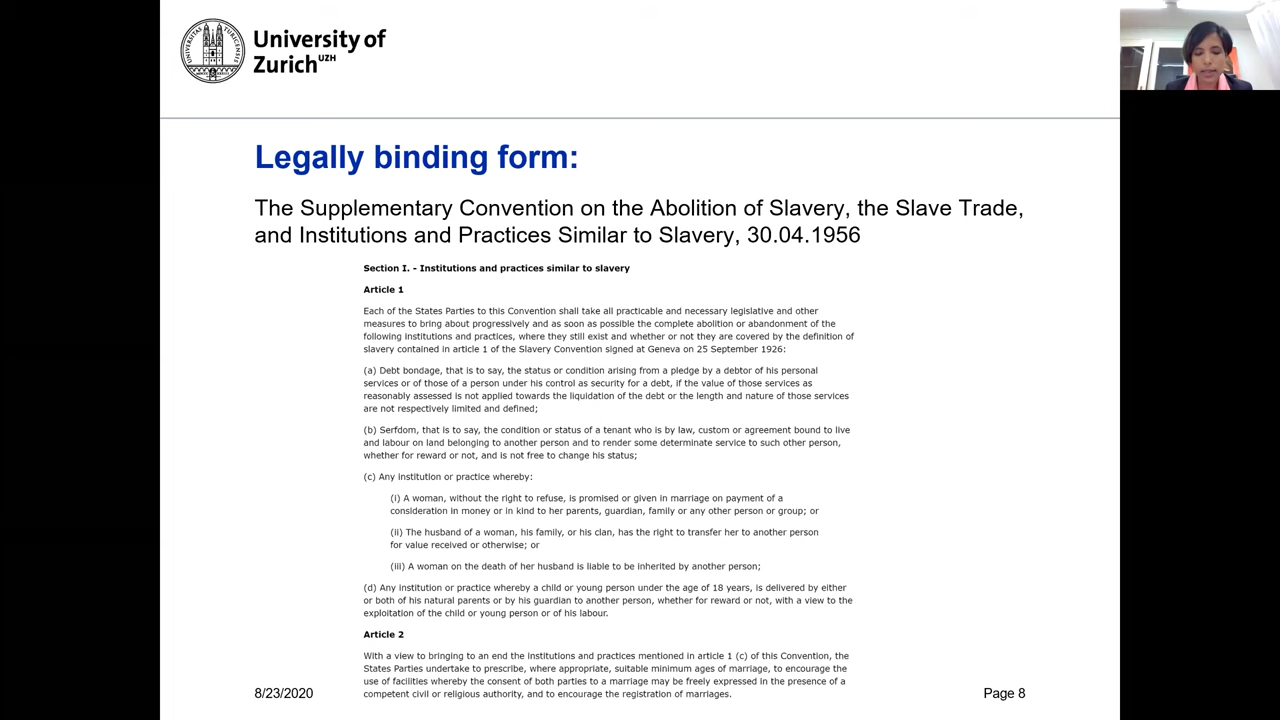 University of
Zurich UZH
Legally binding form:
The Supplementary Convention on the Abolition of Slavery, the Slave Trade,
and Institutions and Practices Similar to Slavery, 30.04.1956
Section I. - Institutions and practices similar to slavery
Article 1
Each of the States Parties to this Convention shall take all practicable and necessary legislative and other
measures to bring about progressively and as soon as possible the complete abolition or abandonment of the
following institutions and practices, where they still exist and whether or not they are covered by the definition of
slavery contained in article 1 of the Slavery Convention signed at Geneva on 25 September 1926:
(a) Debt bondage, that is to say, the status or condition arising from a pledge by a debtor of his personal
services or of those of a person under his control as security for a debt, if the value of those services as
reasonably assessed is not applied towards the liquidation of the debt or the length and nature of those services
are not respectively limited and defined;
(b) Serfdom, that is to say, the condition or status of a tenant who is by law, custom or agreement bound to live
and labour on land belonging to another person and to render some determinate service to such other person,
whether for reward or not, and is not free to change his status;
(c) Any institution or practice whereby:
(i) A woman, without the right to refuse, is promised or given in marriage on payment of a
consideration in money or in kind to her parents, guardian, family or any other person or group; or
(ii) The husband of a woman, his family, or his clan, has the right to transfer her to another person
for value received or otherwise; or
(iii) A woman on the death of her husband is liable to be inherited by another person;
(d) Any institution or practice whereby a child or young person under the age of 18 years, is delivered by either
or both of his natural parents or by his guardian to another person, whether for reward or not, with a view to the
exploitation of the child or young person or of his labour.
Article 2
With a view to bringing to an end the institutions and practices mentioned in article 1 (c) of this Convention, the
States Parties undertake to prescribe, where appropriate, suitable minimum ages of marriage, to encourage the
use of facilities whereby the consent of both parties to a marriage may be freely expressed in the presence of a
competent civil or religious authority, and to encourage the registration of marriages.
8/23/2020
Page 8